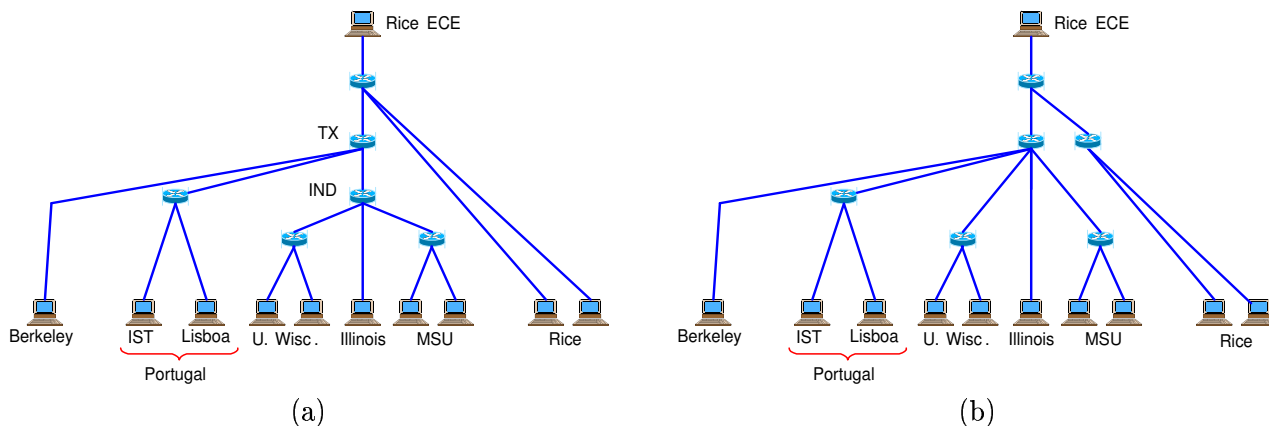 Rice ECE
TX
IND
Berkeley
IST
Lisboa
U. Wisc.
Illinois
MSU
Rice
Portugal
(a)
Rice ECE
Berkeley
IST
Lisboa
U. Wisc.
Illinois
MSU
Rice
Portugal
(b)